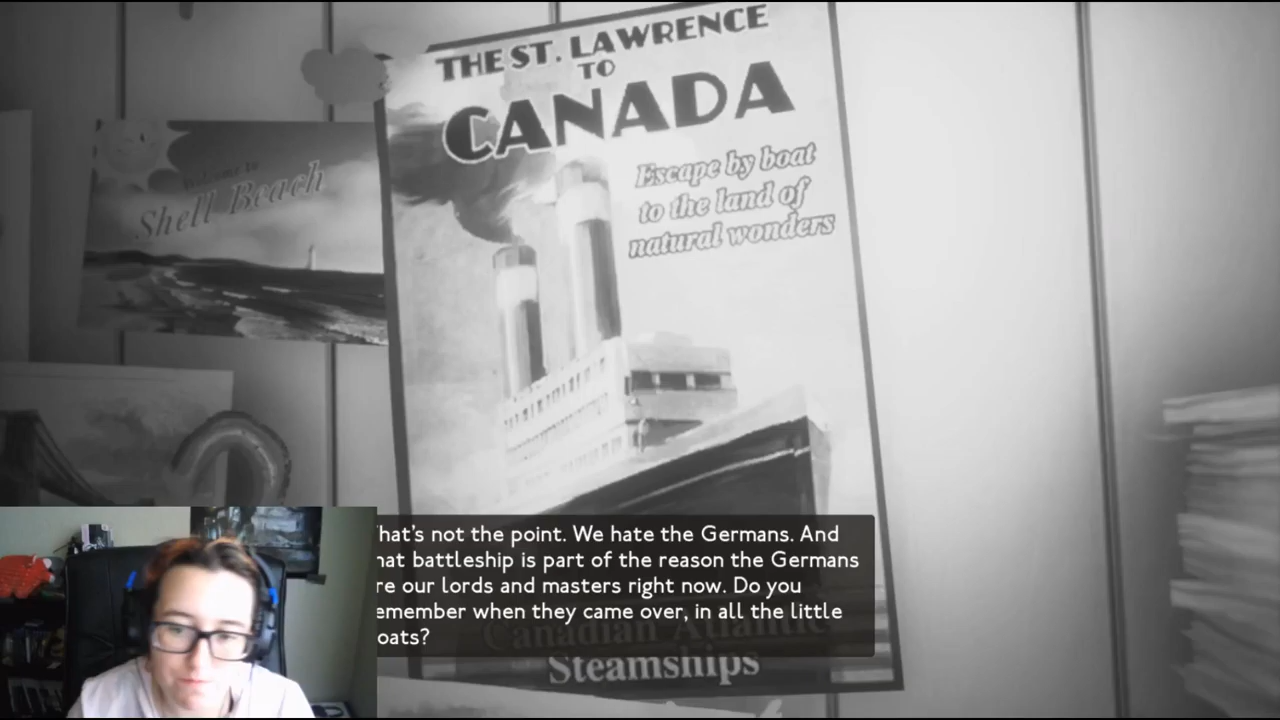 THE ST. LAWRENCE
TO
CANADA
Escape by boat
to the land of
natural wonders
Welcome to
Shell Beach
hat's not the point. We hate the Germans. And
hat battleship is part of the reason the Germans
re our lords and masters right now. Do you
emember when they came over, in all the little
oats?
Canadian Atlantic
Steamships